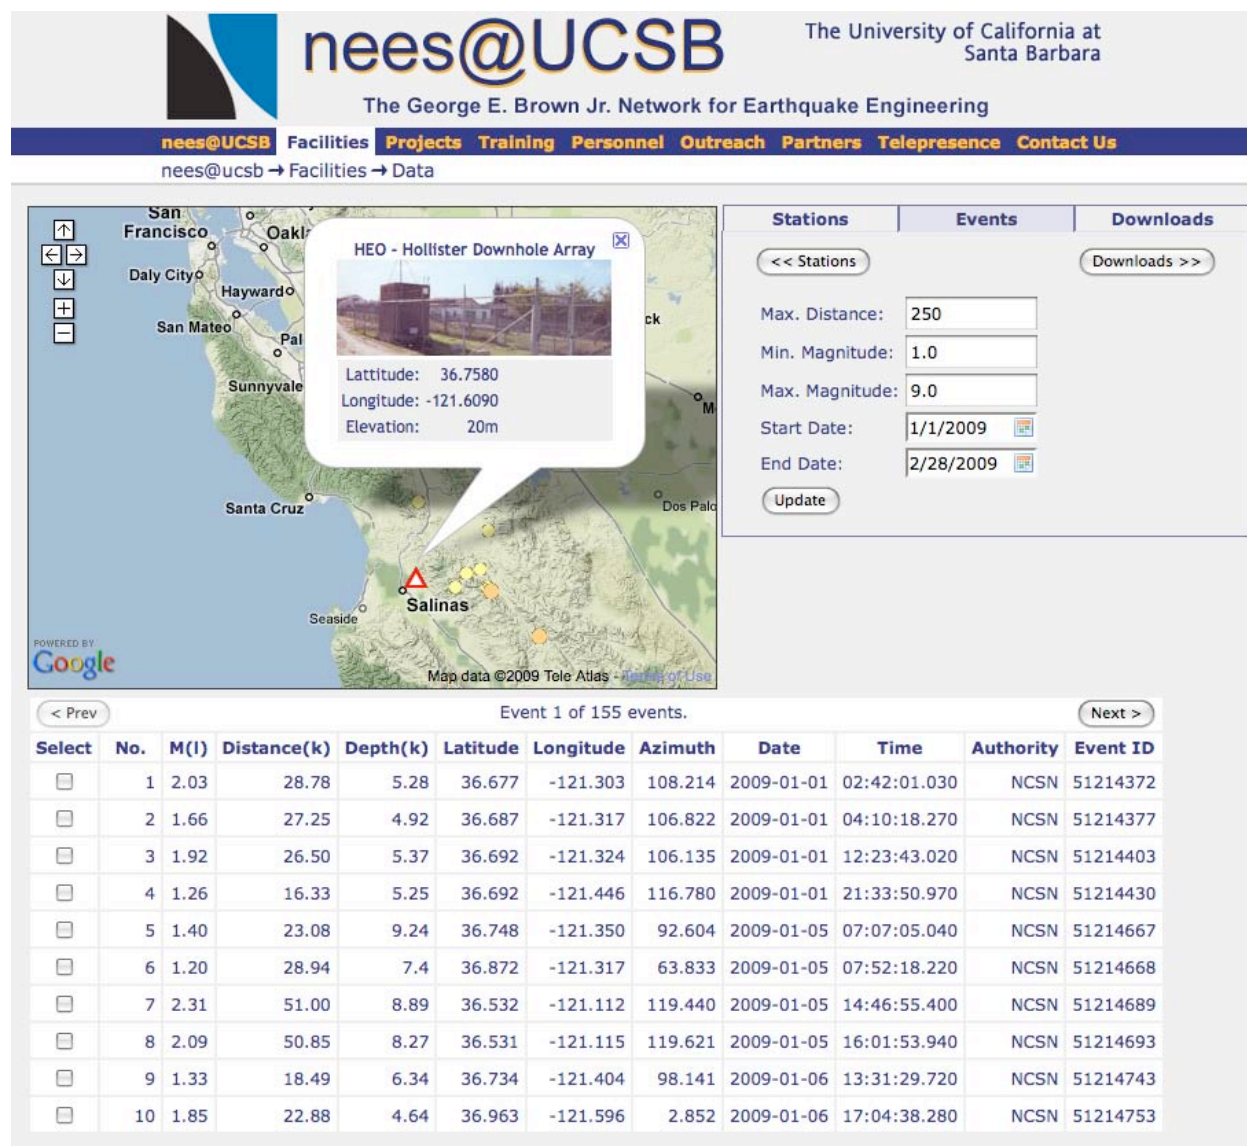 nees@UCSB
The University of California at
Santa Barbara
The George E. Brown Jr. Network for Earthquake Engineering
nees@UCSB Facilities Projects Training Personnel Outreach Partners Telepresence Contact Us
nees@ucsb → Facilities → Data
San
Francisco
Oakl
Daly City
Hayward
San Mateo
Pal
Sunnyvale
ck
M
HEO - Hollister Downhole Array
Lattitude: 36.7580
Longitude: -121.6090
Elevation: 20m
Santa Cruz
Dos Palo
Salinas
Seaside
POWERED BY
Google
Map data ©2009 Tele Atlas - Terms of Use
Stations Events Downloads
<< Stations Downloads >>
Max. Distance: 250
Min. Magnitude: 1.0
Max. Magnitude: 9.0
Start Date: 1/1/2009
End Date: 2/28/2009
Update
< Prev Event 1 of 155 events. Next >
Select No. M(l) Distance(k) Depth(k) Latitude Longitude Azimuth Date Time Authority Event ID
1 2.03 28.78 5.28 36.677 -121.303 108.214 2009-01-01 02:42:01.030 NCSN 51214372
2 1.66 27.25 4.92 36.687 -121.317 106.822 2009-01-01 04:10:18.270 NCSN 51214377
3 1.92 26.50 5.37 36.692 -121.324 106.135 2009-01-01 12:23:43.020 NCSN 51214403
4 1.26 16.33 5.25 36.692 -121.446 116.780 2009-01-01 21:33:50.970 NCSN 51214430
5 1.40 23.08 9.24 36.748 -121.350 92.604 2009-01-05 07:07:05.040 NCSN 51214667
6 1.20 28.94 7.4 36.872 -121.317 63.833 2009-01-05 07:52:18.220 NCSN 51214668
7 2.31 51.00 8.89 36.532 -121.112 119.440 2009-01-05 14:46:55.400 NCSN 51214689
8 2.09 50.85 8.27 36.531 -121.115 119.621 2009-01-05 16:01:53.940 NCSN 51214693
9 1.33 18.49 6.34 36.734 -121.404 98.141 2009-01-06 13:31:29.720 NCSN 51214743
10 1.85 22.88 4.64 36.963 -121.596 2.852 2009-01-06 17:04:38.280 NCSN 51214753